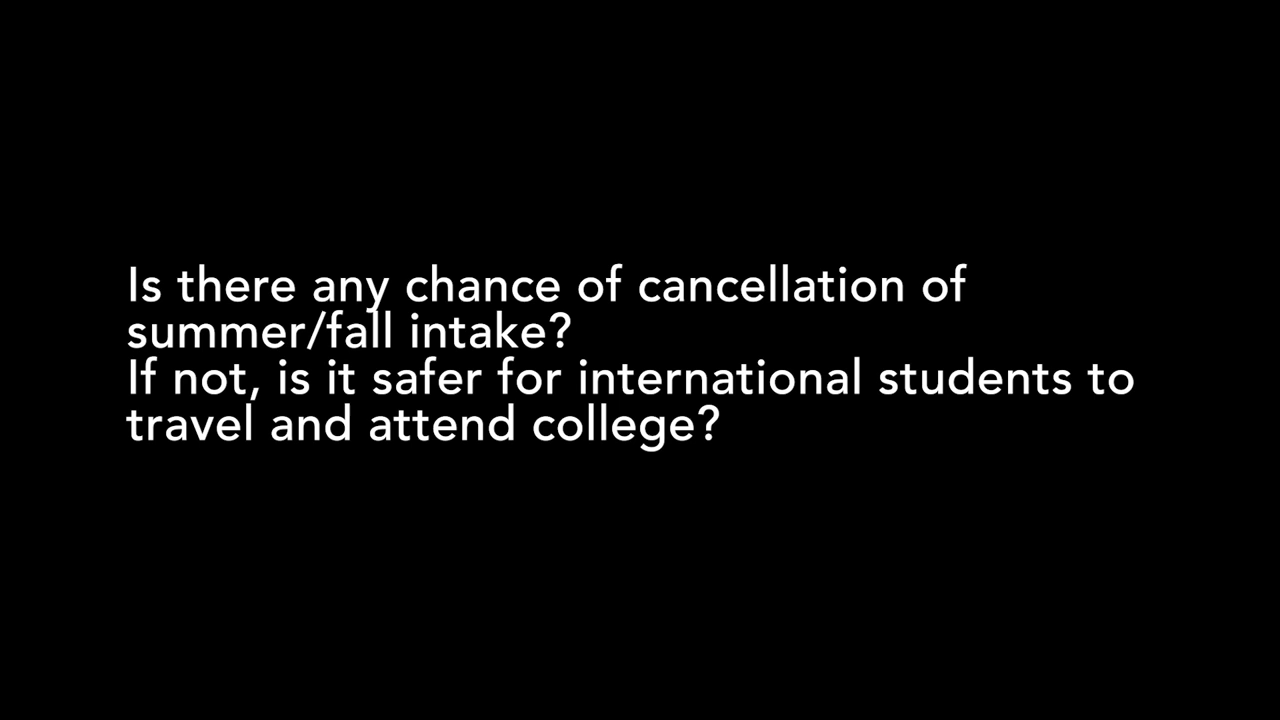 Is there any chance of cancellation of
summer/fall intake?
If not, is it safer for international students to
travel and attend college?